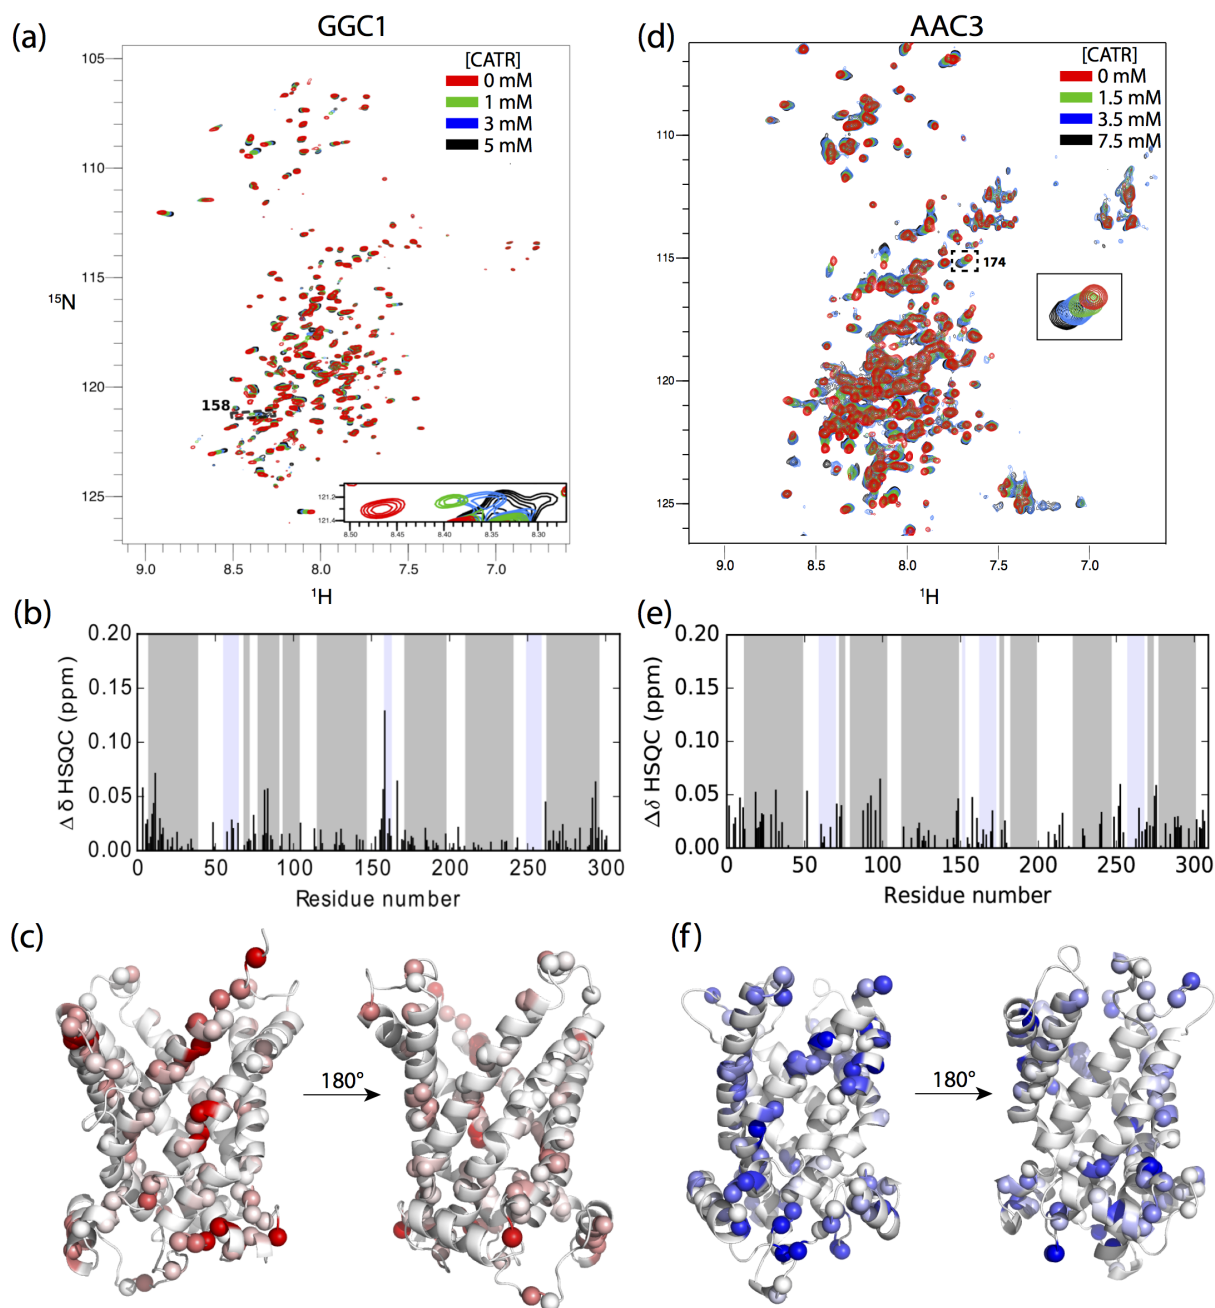 (a)
GGC1
[CATR]
0 mM
1 mM
3 mM
5 mM
105
110
115
120
125
15N
158
121.2
121.4
8.50
8.45
8.40
8.35
8.30
9.0
8.5
8.0
7.5
7.0
1H
(d)
AAC3
[CATR]
0 mM
1.5 mM
3.5 mM
7.5 mM
110
115
120
125
174
9.0
8.5
8.0
7.5
7.0
1H
(b)
Δ δ HSQC (ppm)
0.20
0.15
0.10
0.05
0.00
0
50
100
150
200
250
300
Residue number
(e)
Δδ HSQC (ppm)
0.20
0.15
0.10
0.05
0.00
0
50
100
150
200
250
300
Residue number
(c)
180°
(f)
180°